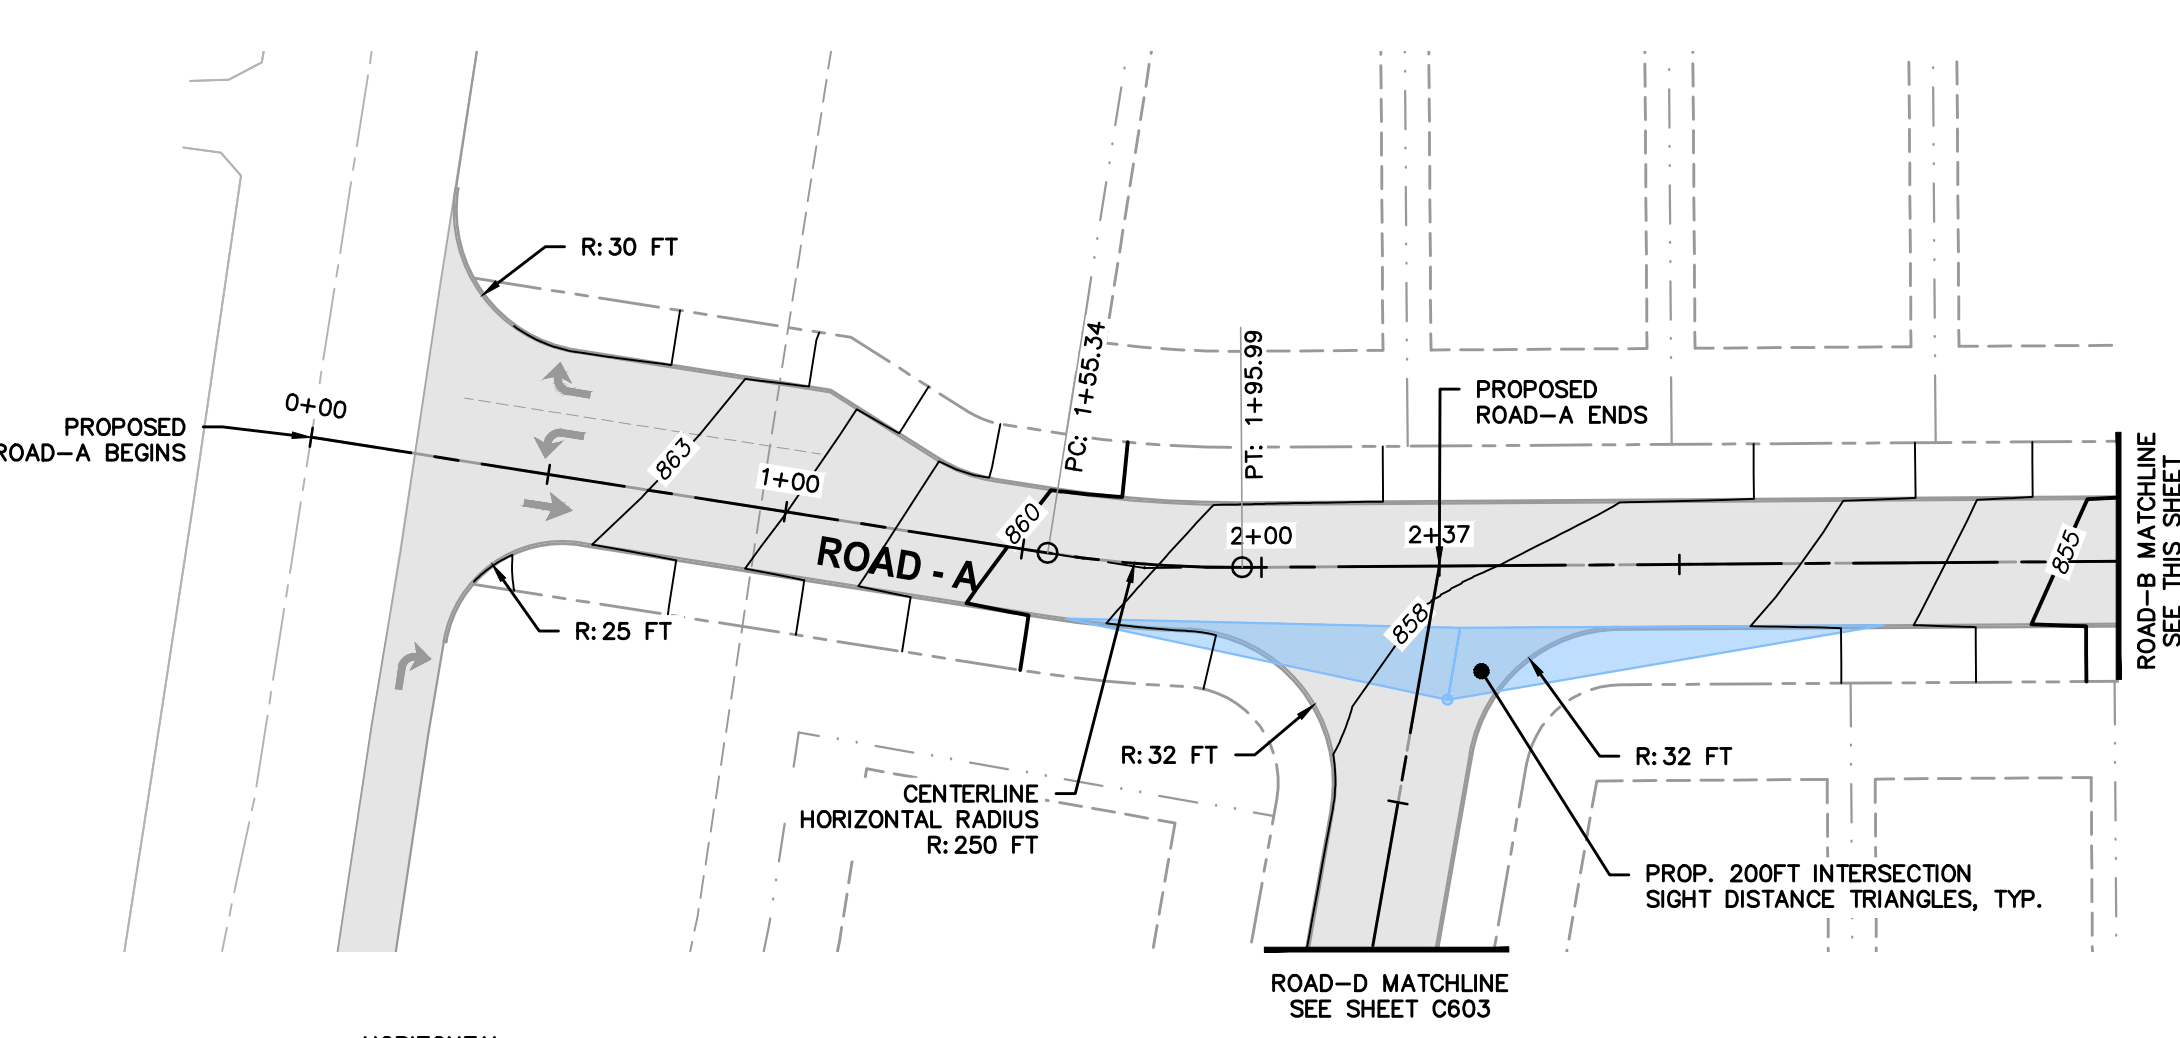 R: 30 FT
PC: 1+55.34
PT: 1+95.99
PROPOSED
ROAD-A ENDS
0+00
PROPOSED
ROAD-A BEGINS
863
1+00
860
2+00
2+37
855
ROAD-B MATCHLINE
SEE THIS SHEET
ROAD - A
858
R: 25 FT
R: 32 FT
R: 32 FT
CENTERLINE
HORIZONTAL RADIUS
R: 250 FT
PROP. 200FT INTERSECTION
SIGHT DISTANCE TRIANGLES, TYP.
ROAD-D MATCHLINE
SEE SHEET C603
HORIZONTAL